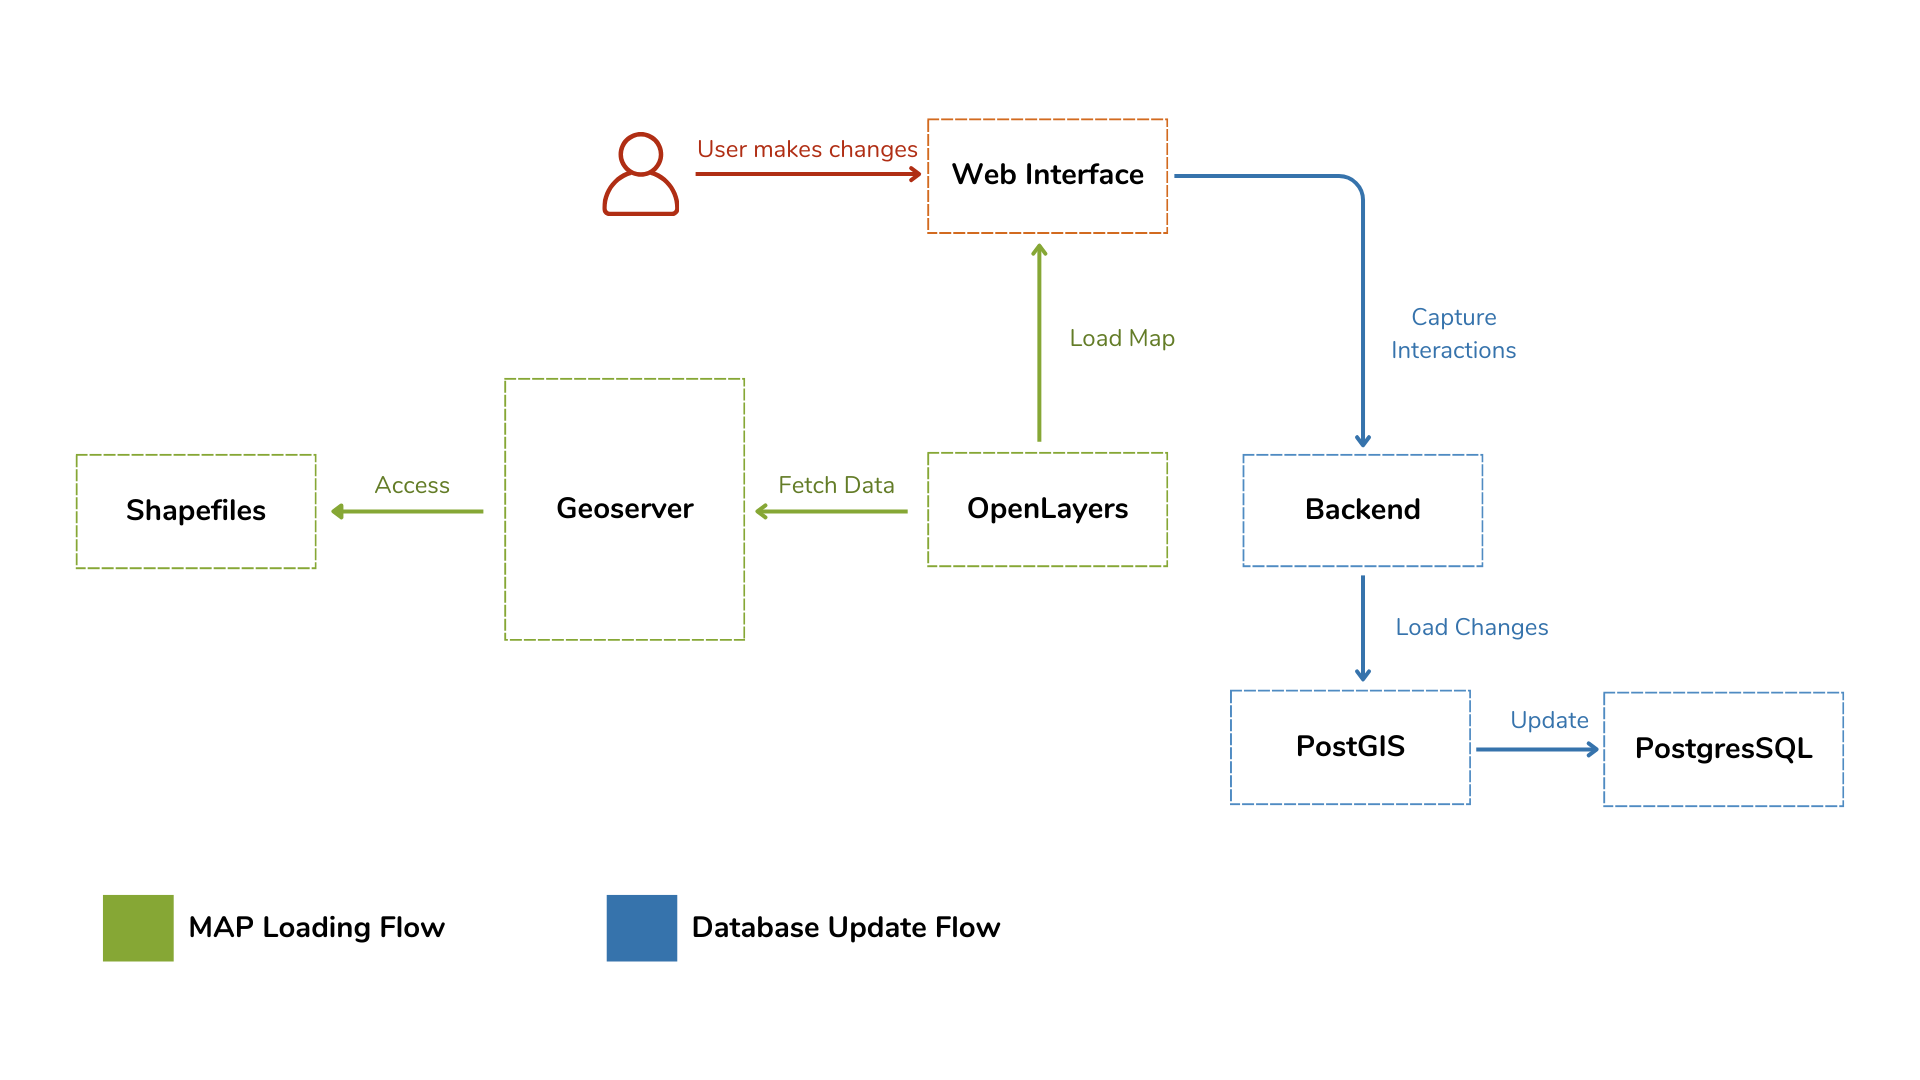 User makes changes
Web Interface
Capture
Interactions
Load Map
Shapefiles
Access
Geoserver
Fetch Data
OpenLayers
Backend
Load Changes
PostGIS
Update
PostgresSQL
MAP Loading Flow
Database Update Flow